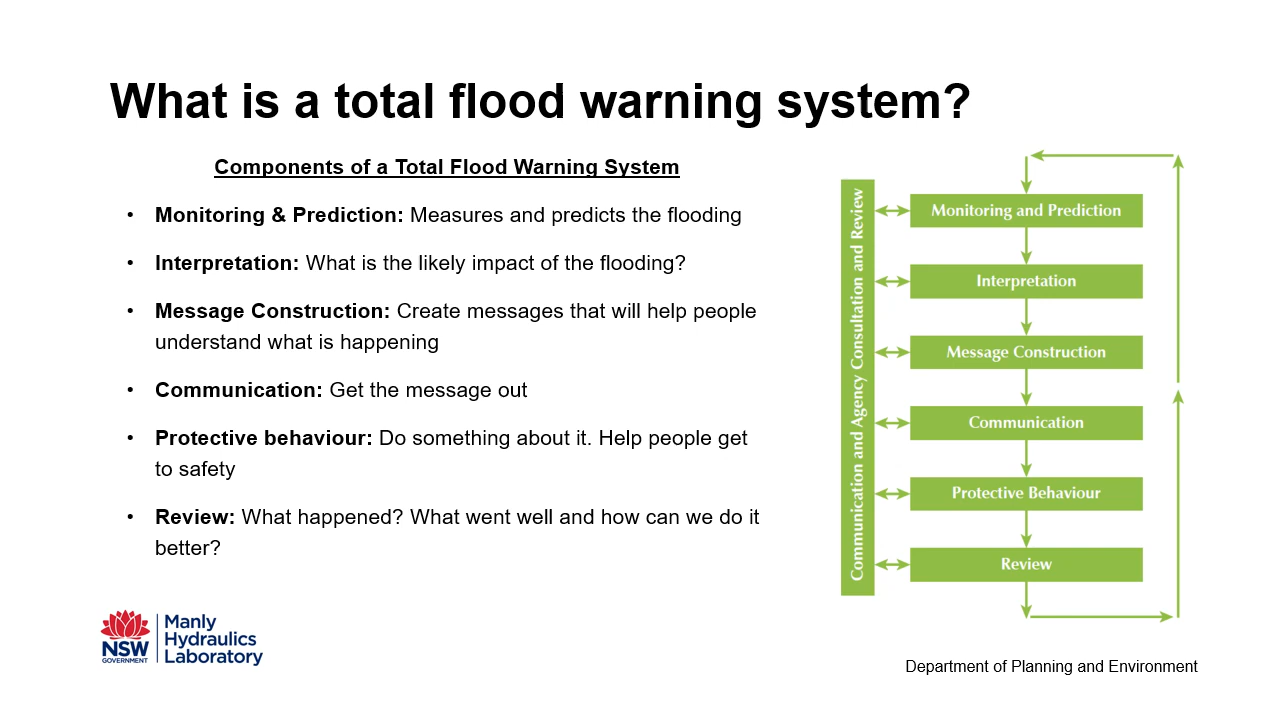 What is a total flood warning system?
Components of a Total Flood Warning System
• Monitoring & Prediction: Measures and predicts the flooding
• Interpretation: What is the likely impact of the flooding?
• Message Construction: Create messages that will help people
understand what is happening
• Communication: Get the message out
• Protective behaviour: Do something about it. Help people get
to safety
• Review: What happened? What went well and how can we do it
better?
Communication and Agency Consultation and Review
Monitoring and Prediction
Interpretation
Message Construction
Communication
Protective Behaviour
Review
NSW
GOVERNMENT
Manly
Hydraulics
Laboratory
Department of Planning and Environment